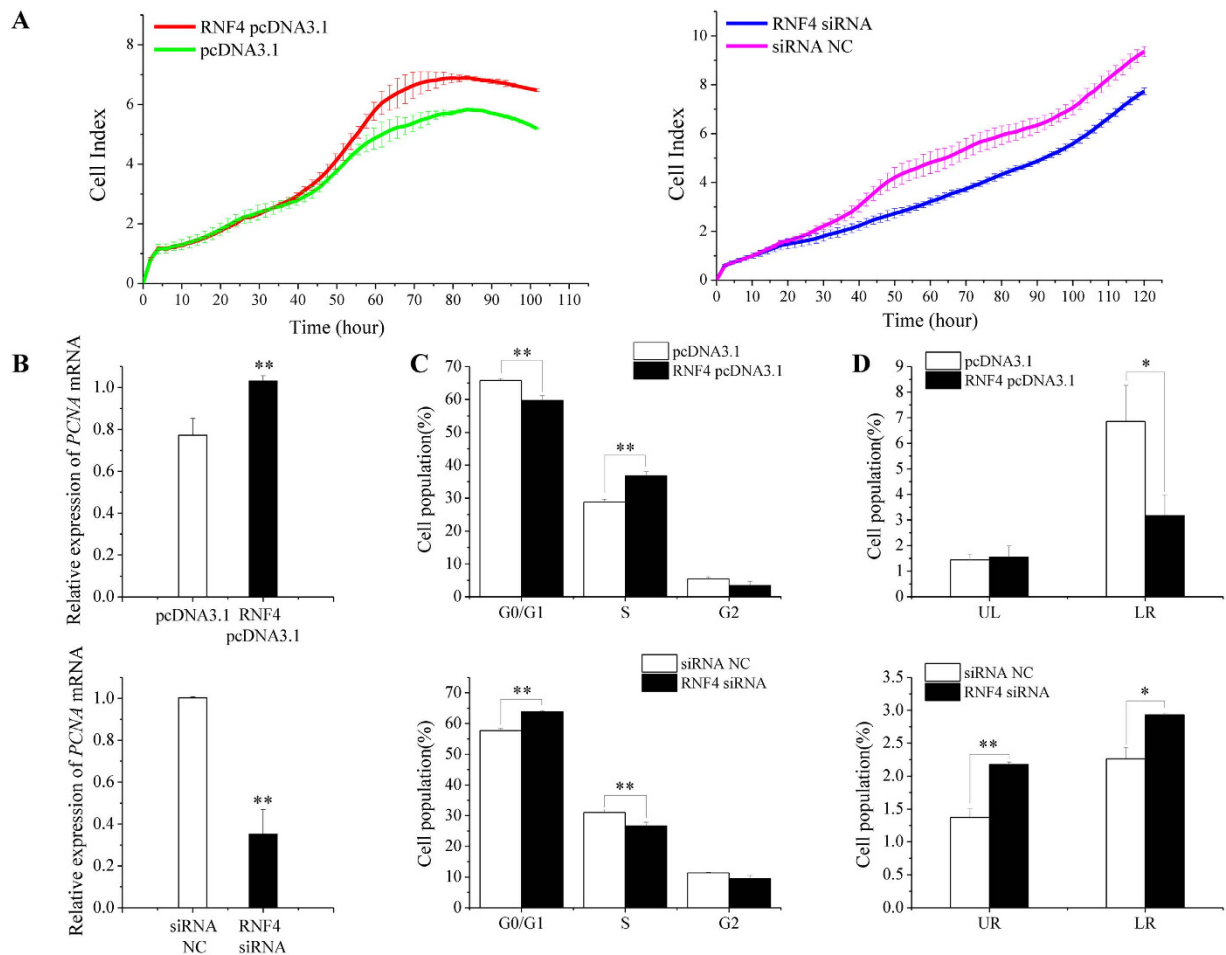 A
RNF4 pcDNA3.1
pcDNA3.1
Cell Index
8
6
4
2
0
0 10 20 30 40 50 60 70 80 90 100 110
Time (hour)
RNF4 siRNA
siRNA NC
Cell Index
10
8
6
4
2
0
0 10 20 30 40 50 60 70 80 90 100 110 120
Time (hour)
B
Relative expression of PCNA mRNA
1.0
0.8
0.6
0.4
0.2
0.0
**
pcDNA3.1 RNF4
pcDNA3.1
Relative expression of PCNA mRNA
1.0
0.8
0.6
0.4
0.2
0.0
**
siRNA RNF4
NC siRNA
C
pcDNA3.1
RNF4 pcDNA3.1
Cell population(%)
70
60
50
40
30
20
10
0
**
**
G0/G1 S G2
siRNA NC
RNF4 siRNA
Cell population(%)
70
60
50
40
30
20
10
0
**
**
G0/G1 S G2
D
pcDNA3.1
RNF4 pcDNA3.1
Cell population(%)
9
8
7
6
5
4
3
2
1
0
*
UL LR
siRNA NC
RNF4 siRNA
Cell population(%)
3.5
3.0
2.5
2.0
1.5
1.0
0.5
0.0
**
*
UR LR